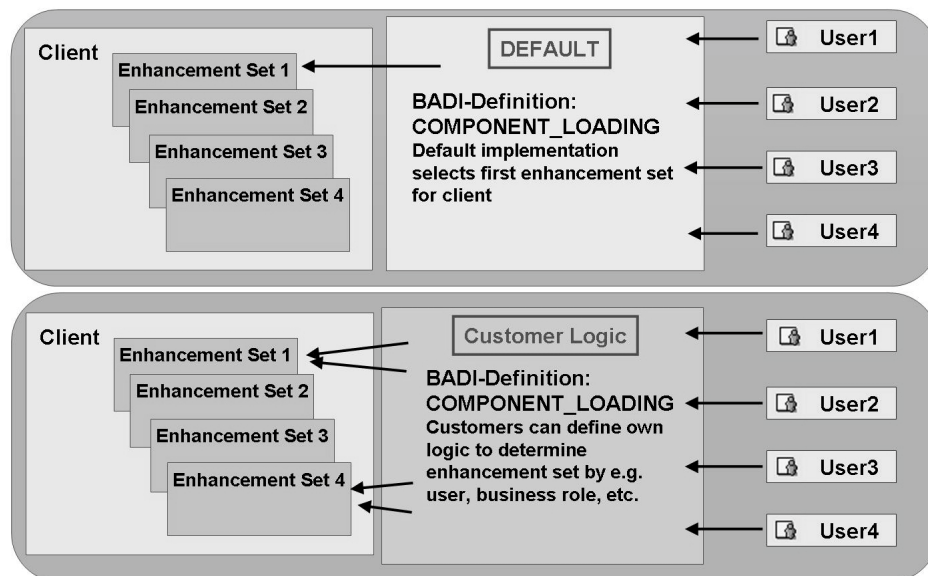 Client
Enhancement Set 1
Enhancement Set 2
Enhancement Set 3
Enhancement Set 4
DEFAULT
BADI-Definition:
COMPONENT_LOADING
Default implementation
selects first enhancement set
for client
User1
User2
User3
User4
Client
Enhancement Set 1
Enhancement Set 2
Enhancement Set 3
Enhancement Set 4
Customer Logic
BADI-Definition:
COMPONENT_LOADING
Customers can define own
logic to determine
enhancement set by e.g.
user, business role, etc.
User1
User2
User3
User4